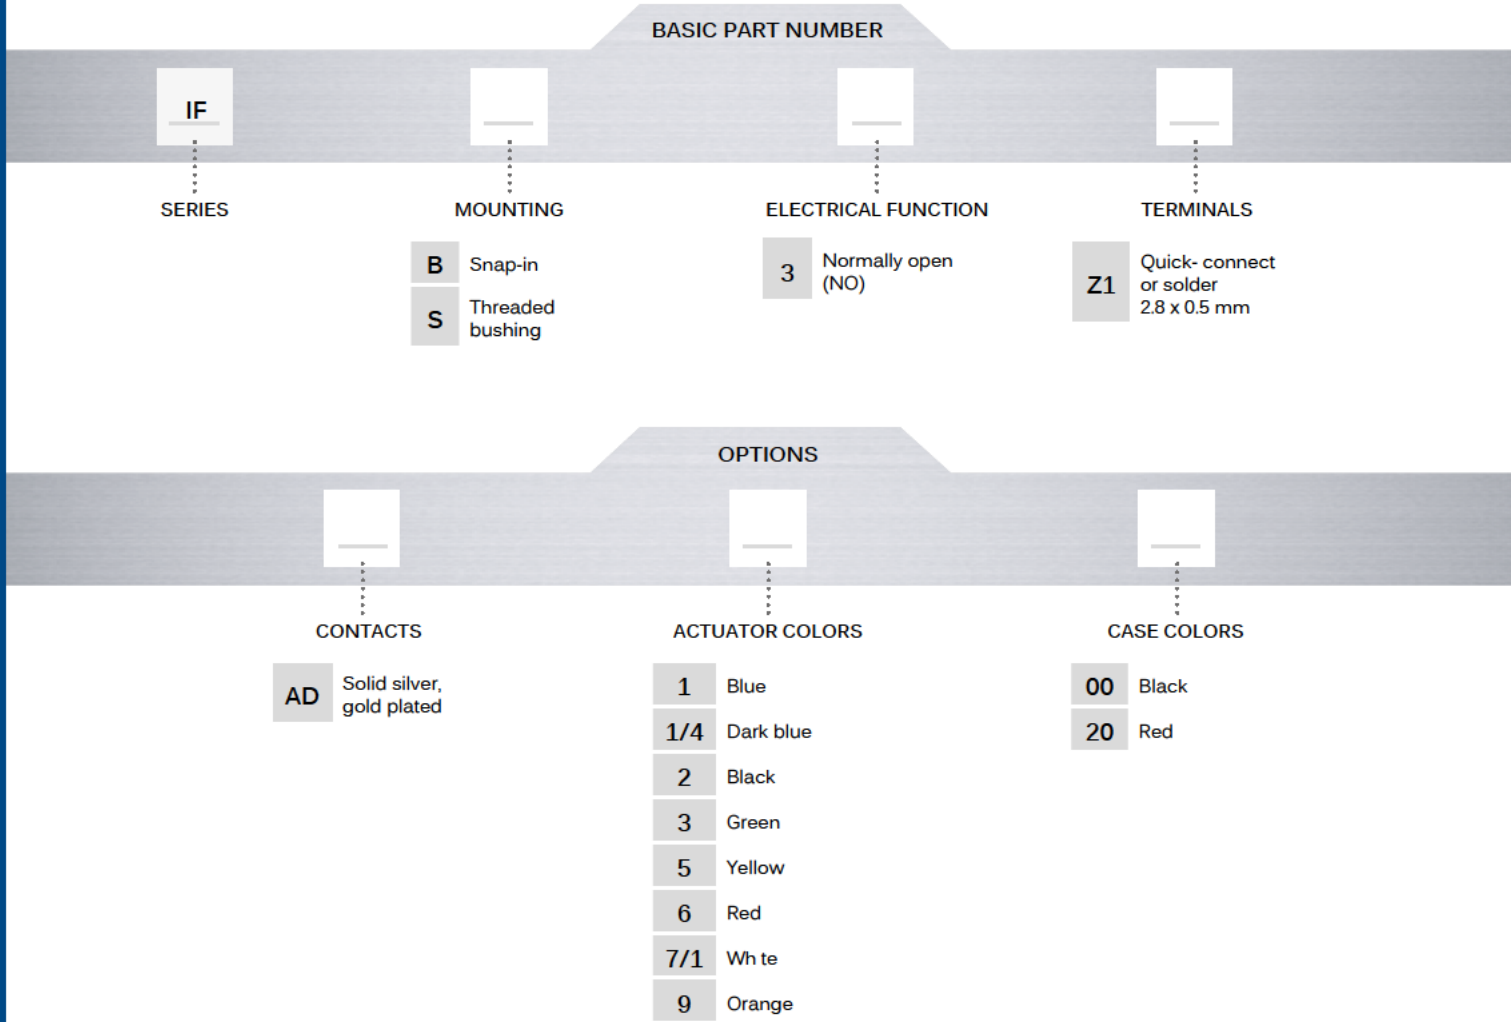 BASIC PART NUMBER
IF
SERIES
MOUNTING
ELECTRICAL FUNCTION
TERMINALS
B Snap-in
S Threaded
bushing
3 Normally open
(NO)
Z1 Quick- connect
or solder
2.8 x 0.5 mm
OPTIONS
CONTACTS
ACTUATOR COLORS
CASE COLORS
AD Solid silver,
gold plated
1 Blue
1/4 Dark blue
2 Black
3 Green
5 Yellow
6 Red
7/1 Wh te
9 Orange
00 Black
20 Red